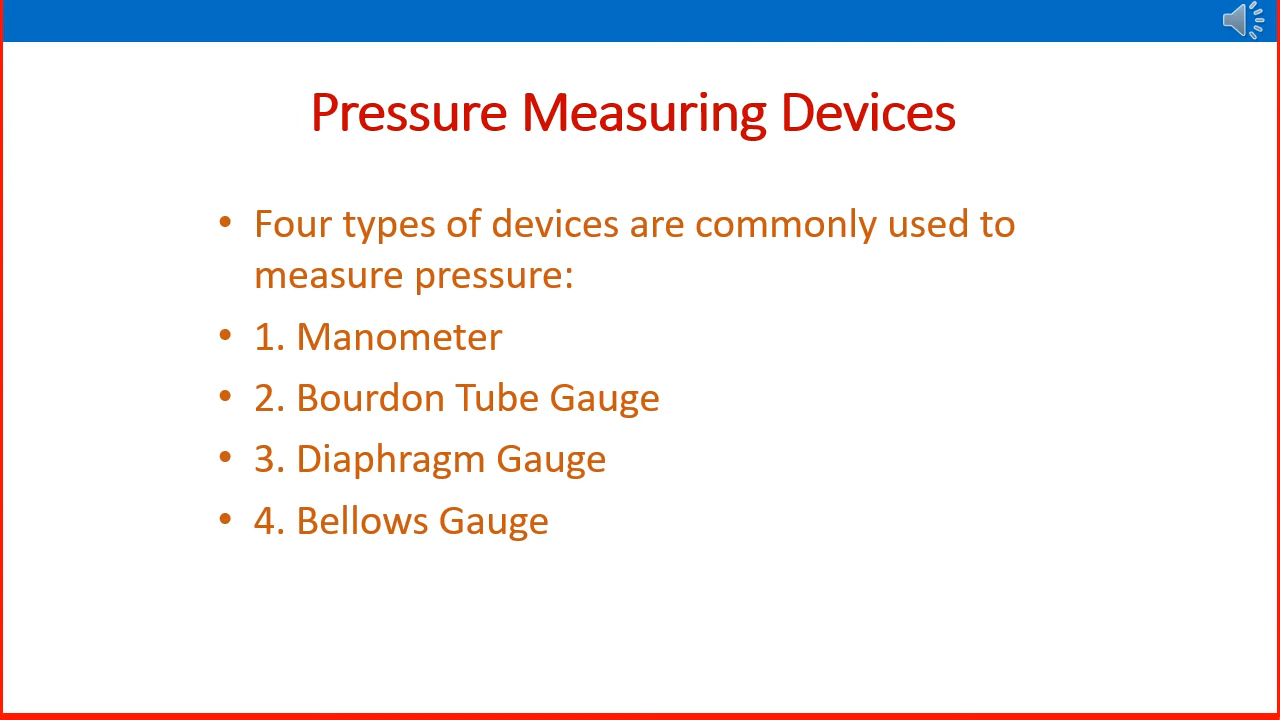 Pressure Measuring Devices
• Four types of devices are commonly used to
measure pressure:
• 1. Manometer
• 2. Bourdon Tube Gauge
• 3. Diaphragm Gauge
• 4. Bellows Gauge